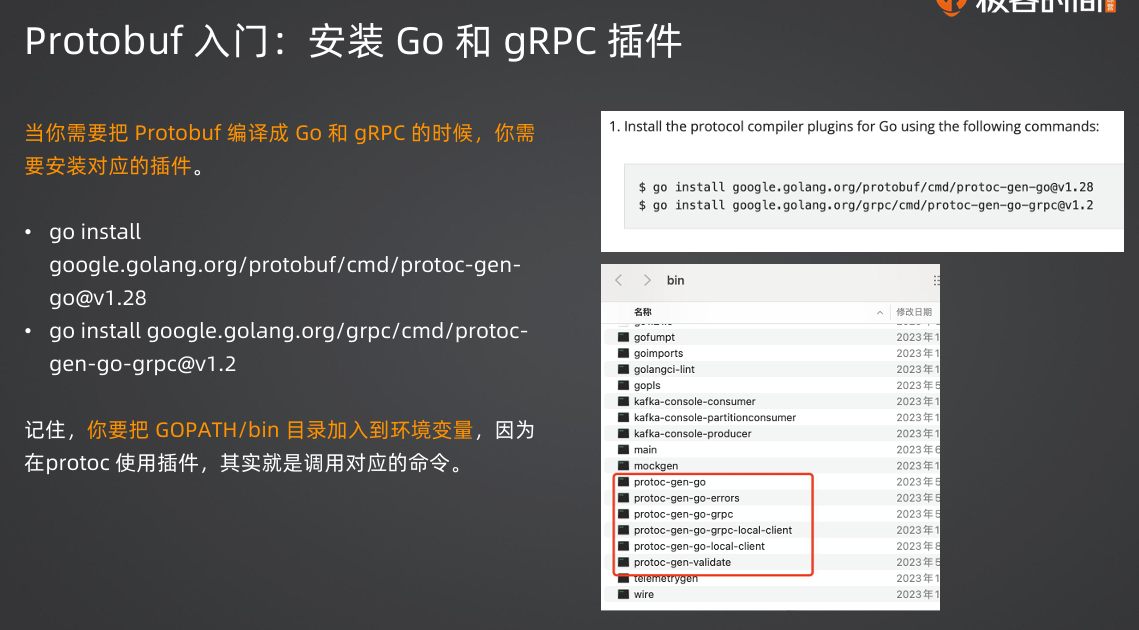 极客时间
Protobuf 入门：安装 Go 和 gRPC 插件
当你需要把 Protobuf 编译成 Go 和 gRPC 的时候，你需
要安装对应的插件。
• go install
google.golang.org/protobuf/cmd/protoc-gen-
go@v1.28
• go install google.golang.org/grpc/cmd/protoc-
gen-go-grpc@v1.2
记住，你要把 GOPATH/bin 目录加入到环境变量，因为
在protoc 使用插件，其实就是调用对应的命令。
1. Install the protocol compiler plugins for Go using the following commands:
$ go install google.golang.org/protobuf/cmd/protoc-gen-go@v1.28
$ go install google.golang.org/grpc/cmd/protoc-gen-go-grpc@v1.2
bin
名称 修改日期
gofumpt 2023年1
goimports 2023年1
golangci-lint 2023年1
gopls 2023年5
kafka-console-consumer 2023年1
kafka-console-partitionconsumer 2023年1
kafka-console-producer 2023年1
main 2023年6
mockgen 2023年1
protoc-gen-go 2023年5
protoc-gen-go-errors 2023年5
protoc-gen-go-grpc 2023年5
protoc-gen-go-grpc-local-client 2023年1
protoc-gen-go-local-client 2023年8
protoc-gen-validate 2023年5
telemetrygen 2023年1
wire 2023年1